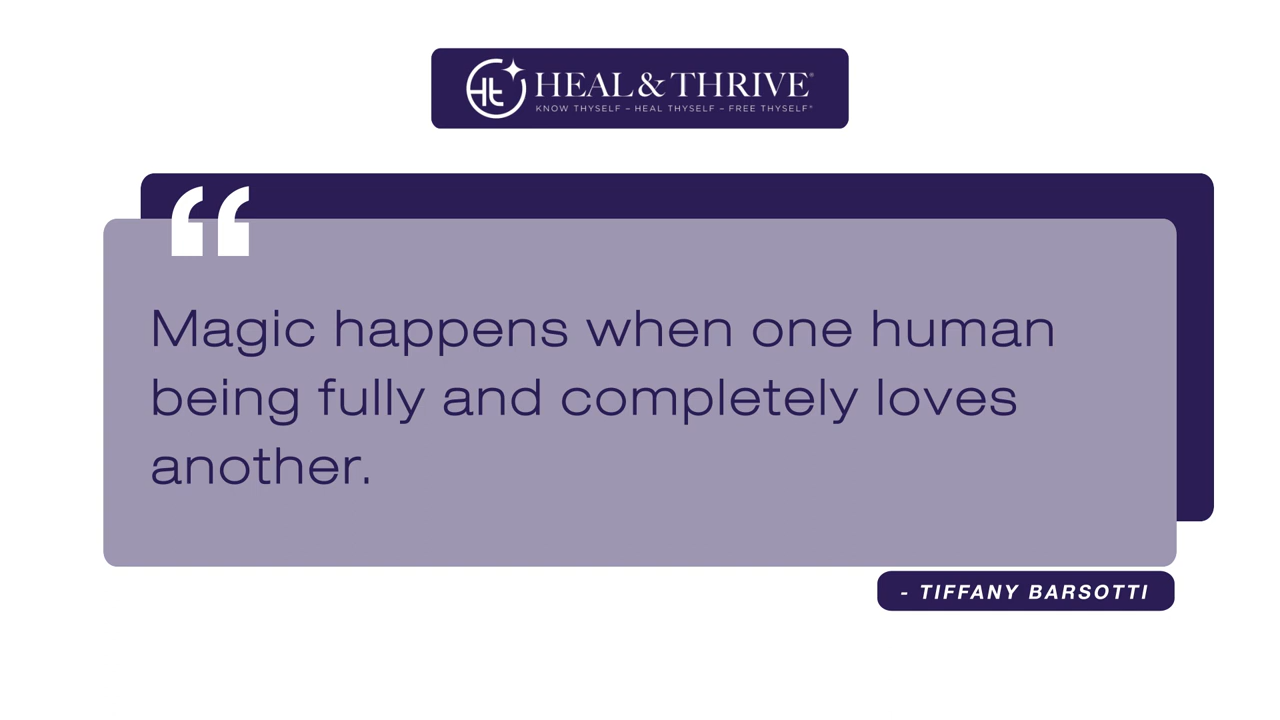 HEAL & THRIVE®
KNOW THYSELF – HEAL THYSELF – FREE THYSELF®
“
Magic happens when one human
being fully and completely loves
another.
- TIFFANY BARSOTTI